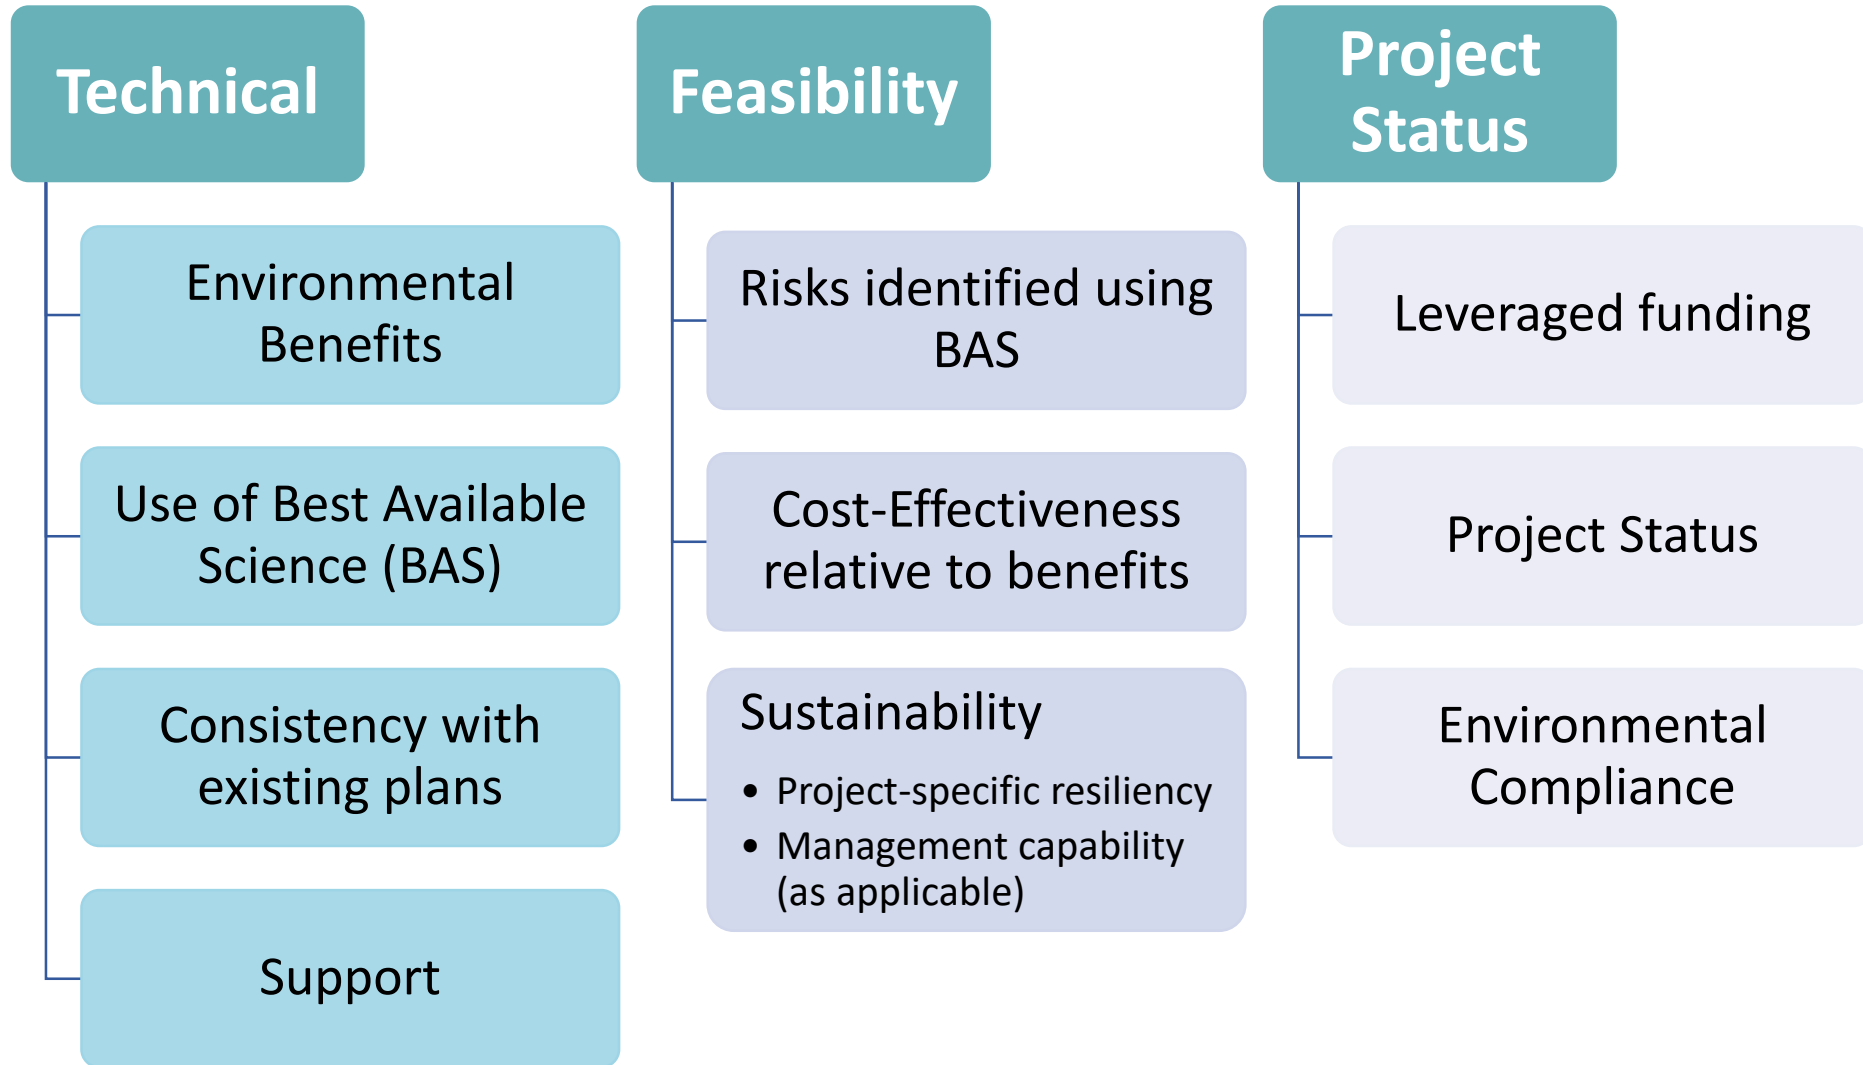 Technical
Environmental
Benefits
Use of Best Available
Science (BAS)
Consistency with
existing plans
Support
Feasibility
Risks identified using
BAS
Cost-Effectiveness
relative to benefits
Sustainability
• Project-specific resiliency
• Management capability
(as applicable)
Project
Status
Leveraged funding
Project Status
Environmental
Compliance